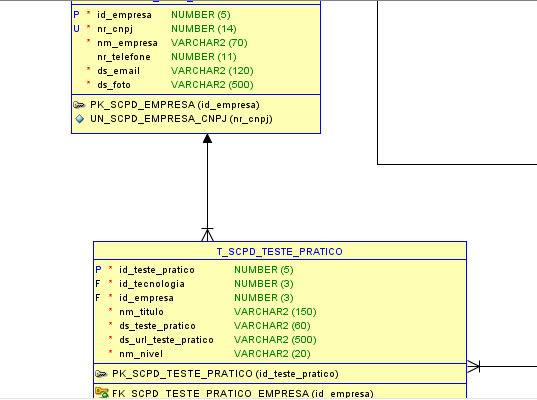 P * id_empresa NUMBER (5)
U * nr_cnpj NUMBER (14)
* nm_empresa VARCHAR2 (70)
nr_telefone NUMBER (11)
* ds_email VARCHAR2 (120)
* ds_foto VARCHAR2 (500)
PK_SCPD_EMPRESA (id_empresa)
UN_SCPD_EMPRESA_CNPJ (nr_cnpj)
T_SCPD_TESTE_PRATICO
P * id_teste_pratico NUMBER (5)
F * id_tecnologia NUMBER (3)
F * id_empresa NUMBER (3)
* nm_titulo VARCHAR2 (150)
* ds_teste_pratico VARCHAR2 (60)
* ds_url_teste_pratico VARCHAR2 (500)
* nm_nivel VARCHAR2 (20)
PK_SCPD_TESTE_PRATICO (id_teste_pratico)
FK_SCPD_TESTE_PRATICO_EMPRESA (id_empresa)